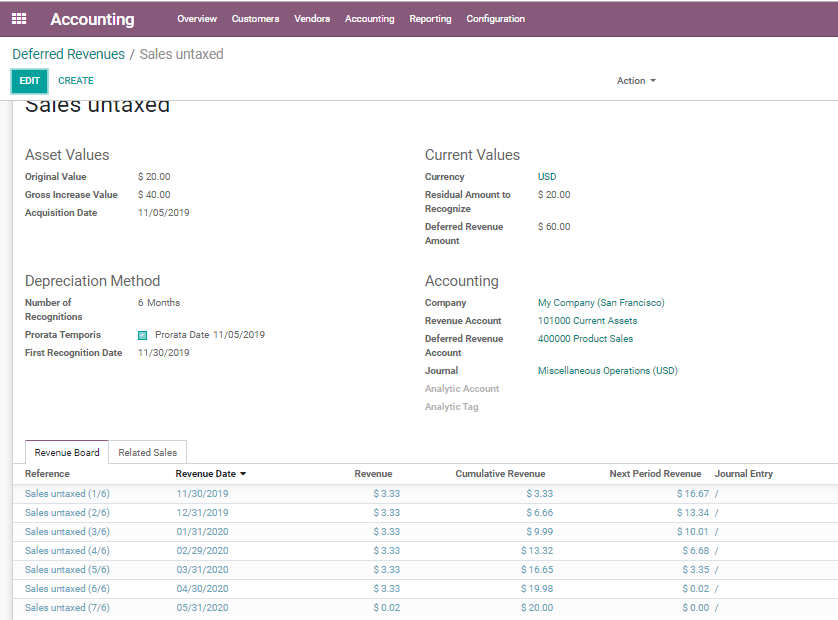 Accounting Overview Customers Vendors Accounting Reporting Configuration
Deferred Revenues / Sales untaxed
EDIT CREATE Action
Sales untaxed
Asset Values
Original Value $ 20.00
Gross Increase Value $ 40.00
Acquisition Date 11/05/2019
Current Values
Currency USD
Residual Amount to $ 20.00
Recognize
Deferred Revenue $ 60.00
Amount
Depreciation Method
Number of 6 Months
Recognitions
Prorata Temporis Prorata Date 11/05/2019
First Recognition Date 11/30/2019
Accounting
Company My Company (San Francisco)
Revenue Account 101000 Current Assets
Deferred Revenue 400000 Product Sales
Account
Journal Miscellaneous Operations (USD)
Analytic Account
Analytic Tag
Revenue Board Related Sales
Reference Revenue Date Revenue Cumulative Revenue Next Period Revenue Journal Entry
Sales untaxed (1/6) 11/30/2019 $ 3.33 $ 3.33 $ 16.67 /
Sales untaxed (2/6) 12/31/2019 $ 3.33 $ 6.66 $ 13.34 /
Sales untaxed (3/6) 01/31/2020 $ 3.33 $ 9.99 $ 10.01 /
Sales untaxed (4/6) 02/29/2020 $ 3.33 $ 13.32 $ 6.68 /
Sales untaxed (5/6) 03/31/2020 $ 3.33 $ 16.65 $ 3.35 /
Sales untaxed (6/6) 04/30/2020 $ 3.33 $ 19.98 $ 0.02 /
Sales untaxed (7/6) 05/31/2020 $ 0.02 $ 20.00 $ 0.00 /